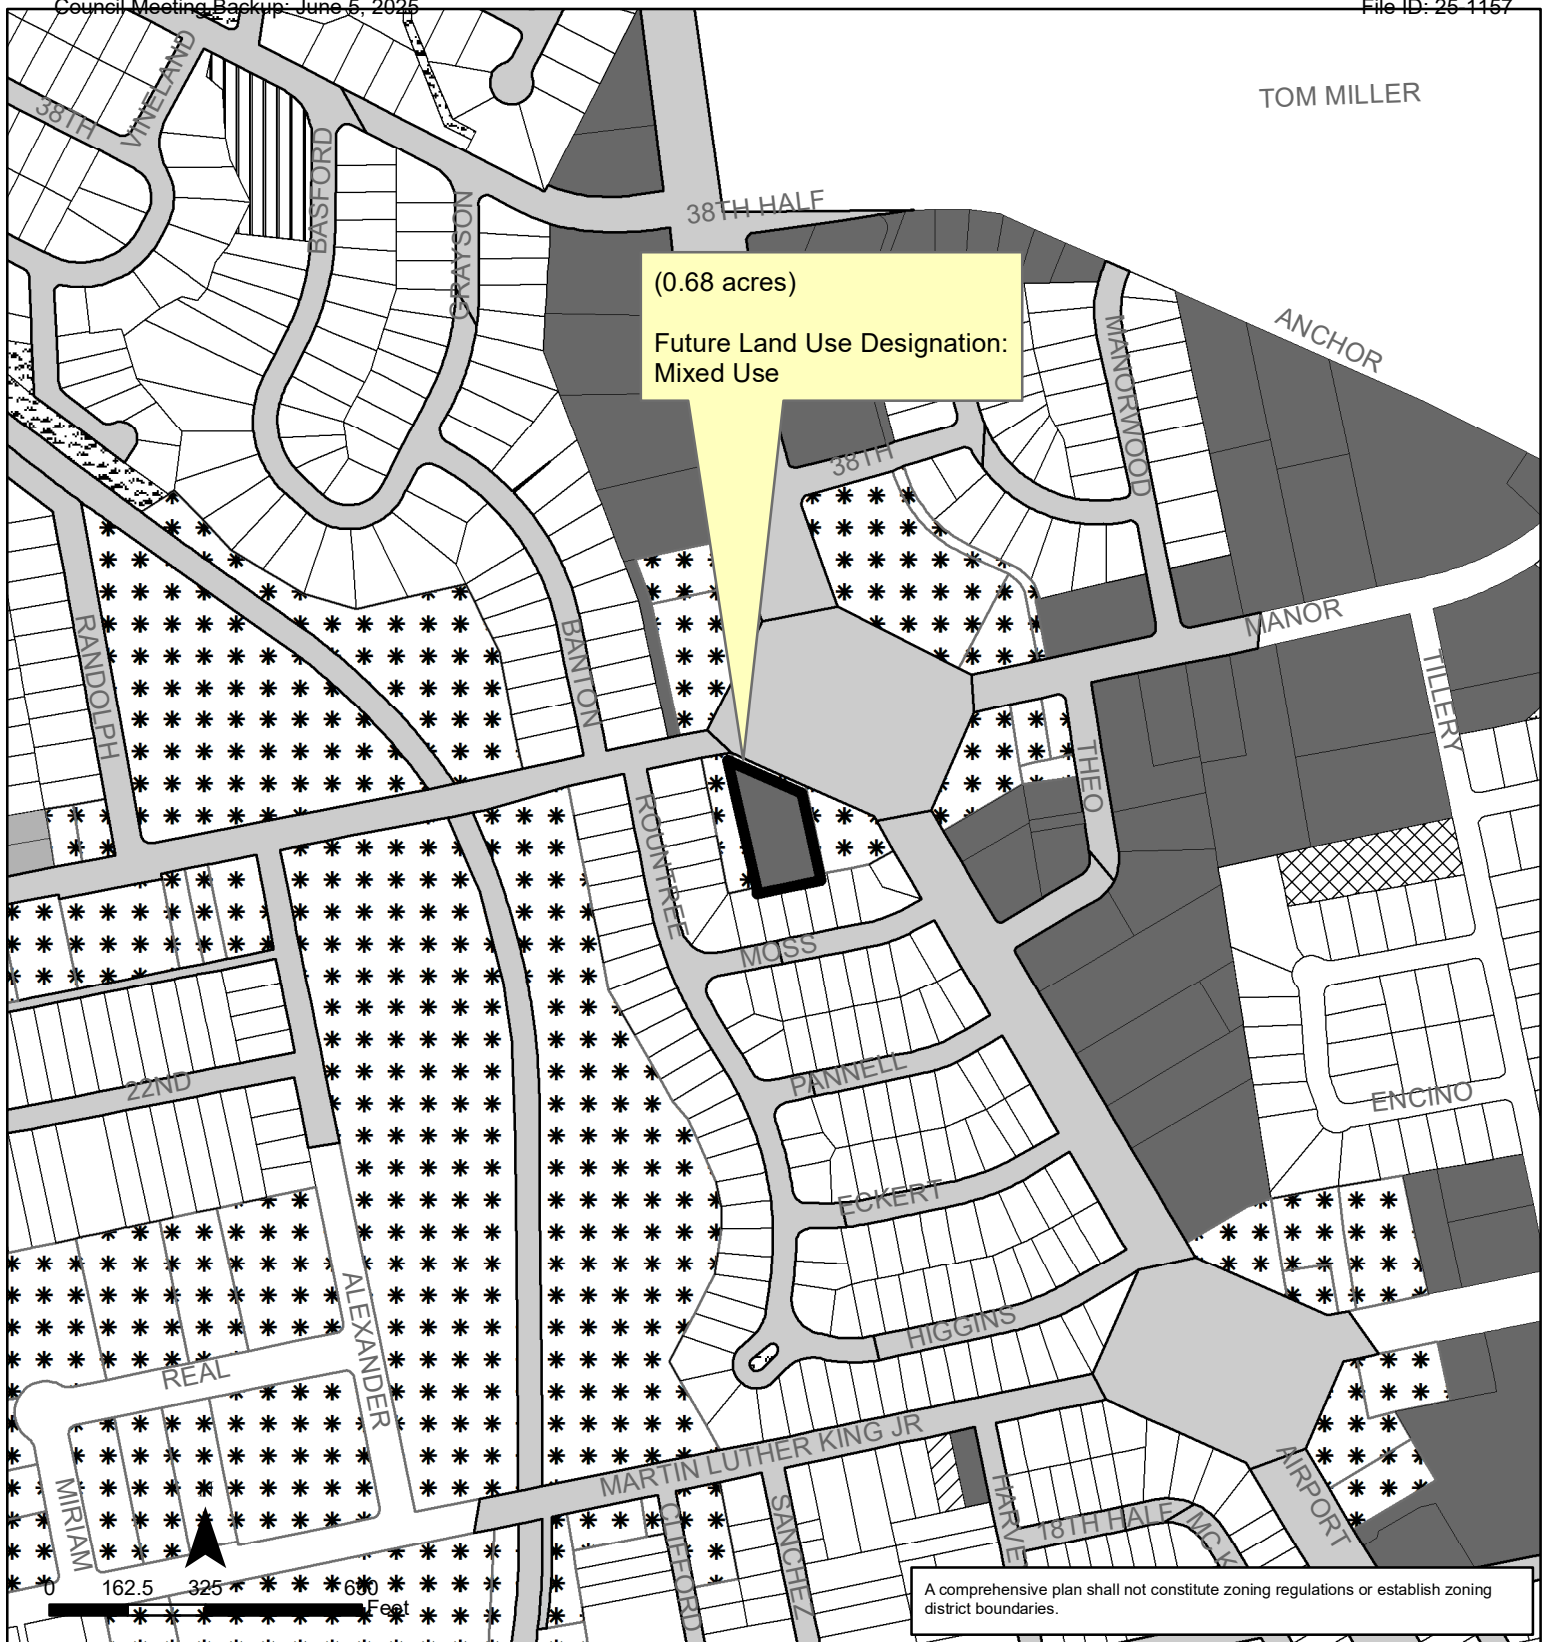 Council Meeting Backup: June 5, 2025
File ID: 25-1157
TOM MILLER
VINELAND
38TH
BASFORD
GRAYSON
38TH HALF
(0.68 acres)
Future Land Use Designation:
Mixed Use
ANCHOR
MANORWOOD
38TH
RANDOLPH
BANTON
MANOR
TILLERY
THEO
ROUNTREE
MOSS
PANNELL
22ND
ENCINO
ECKERT
ALEXANDER
HIGGINS
REAL
MARTIN LUTHER KING JR
AIRPORT
MIRIAM
CLIFFORD
SANCHEZ
HARVE
18TH HALF
MC K
0 162.5 325 650
Feet
A comprehensive plan shall not constitute zoning regulations or establish zoning
district boundaries.